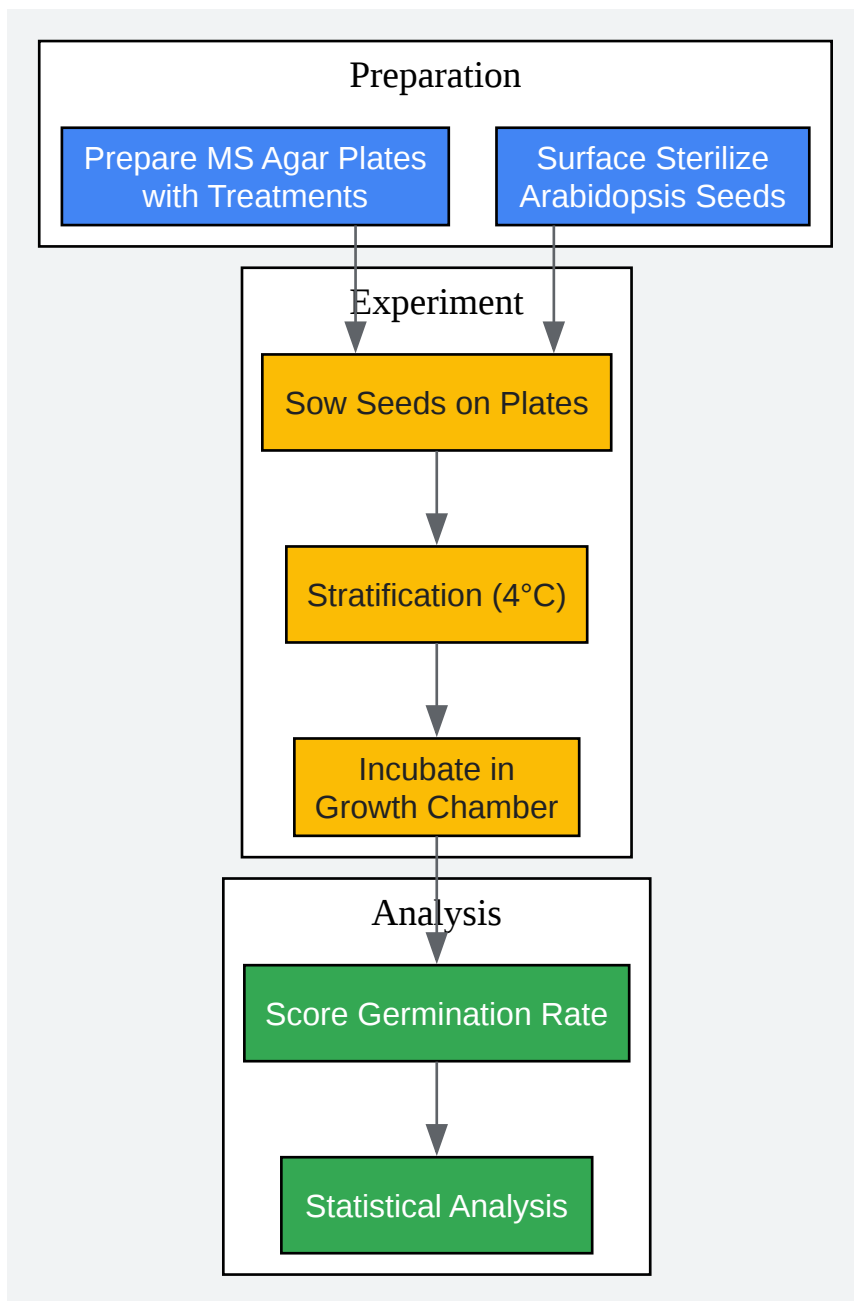 Preparation
Prepare MS Agar Plates
with Treatments
Surface Sterilize
Arabidopsis Seeds
Experiment
Sow Seeds on Plates
Stratification (4°C)
Incubate in
Growth Chamber
Analysis
Score Germination Rate
Statistical Analysis